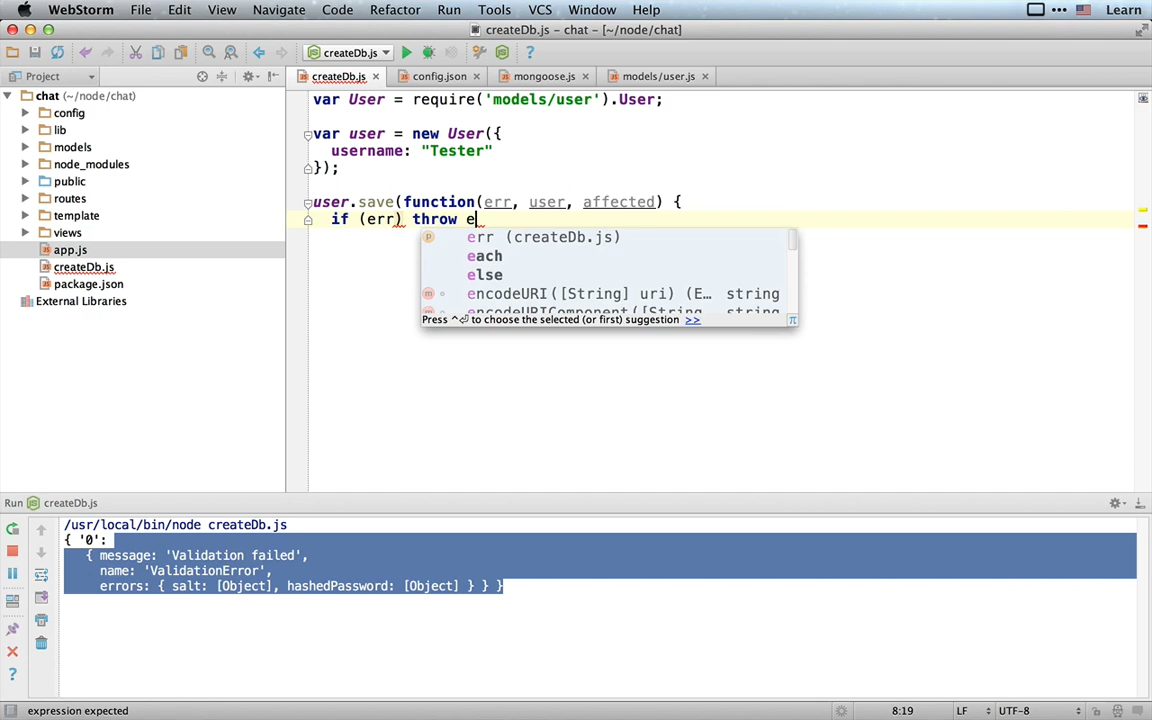 WebStorm File Edit View Navigate Code Refactor Run Tools VCS Window Help Learn
createDb.js – chat – [~/node/chat]
createDb.js
Project
createDb.js config.json mongoose.js models/user.js
chat (~/node/chat)
config
lib
models
node_modules
public
routes
template
views
app.js
createDb.js
package.json
External Libraries
var User = require('models/user').User;
var user = new User({
username: "Tester"
});
user.save(function(err, user, affected) {
if (err) throw e
err (createDb.js)
each
else
encodeURI([String] uri) (E… string
encodeURIComponent([String string
Press ^⏎ to choose the selected (or first) suggestion >>
π
Run createDb.js
/usr/local/bin/node createDb.js
{ '0':
{ message: 'Validation failed',
name: 'ValidationError',
errors: { salt: [Object], hashedPassword: [Object] } } }
expression expected 8:19 LF UTF-8